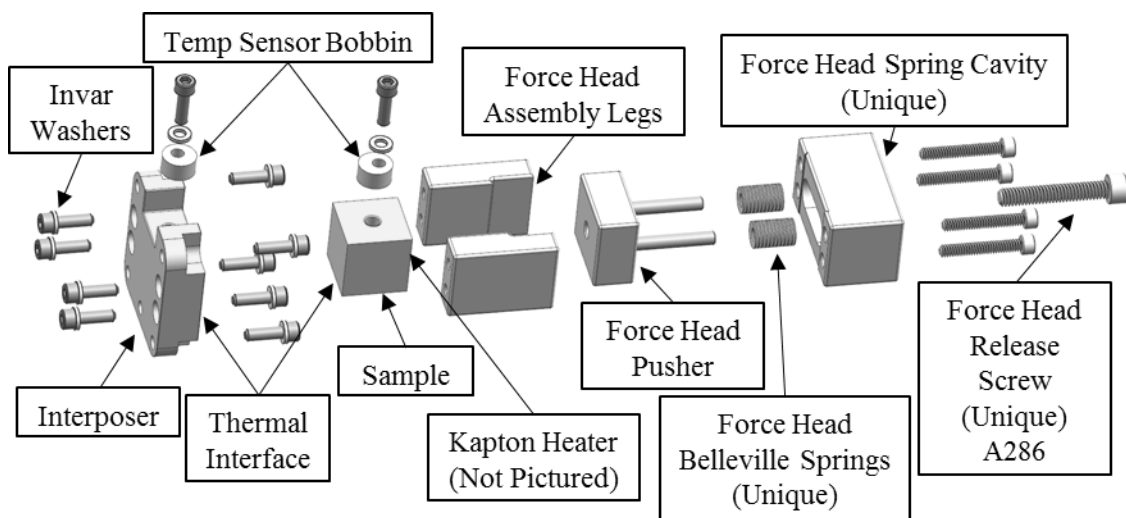 Temp Sensor Bobbin
Invar
Washers
Force Head
Assembly Legs
Force Head Spring Cavity
(Unique)
Interposer
Thermal
Interface
Sample
Kapton Heater
(Not Pictured)
Force Head
Pusher
Force Head
Belleville Springs
(Unique)
Force Head
Release
Screw
(Unique)
A286